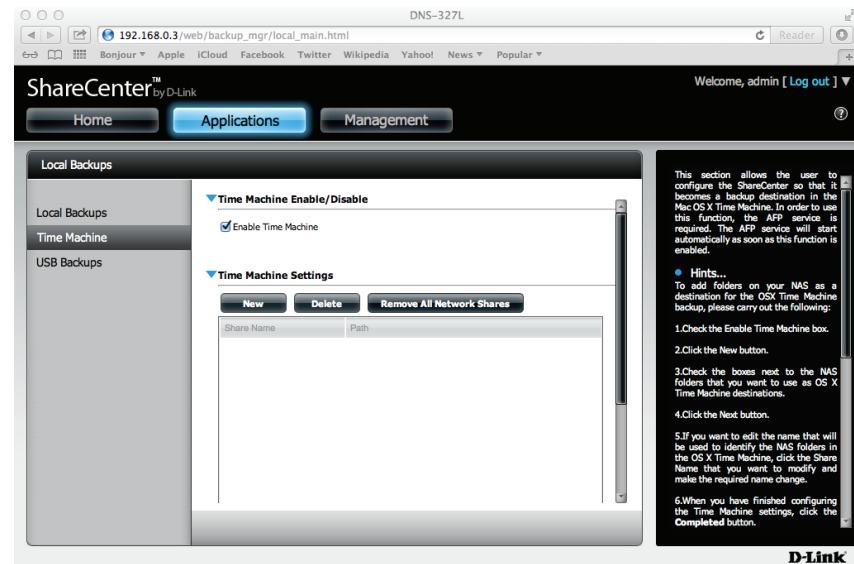 DNS-327L
192.168.0.3/web/backup_mgr/local_main.html
Reader
Bonjour Apple iCloud Facebook Twitter Wikipedia Yahoo! News Popular
ShareCenter™ by D-Link
Welcome, admin [ Log out ]
Home Applications Management
?
Local Backups
Local Backups
Time Machine
USB Backups
Time Machine Enable/Disable
Enable Time Machine
Time Machine Settings
New Delete Remove All Network Shares
Share Name Path
This section allows the user to
configure the ShareCenter so that it
becomes a backup destination in the
Mac OS X Time Machine. In order to use
this function, the AFP service is
required. The AFP service will start
automatically as soon as this function is
enabled.
Hints...
To add folders on your NAS as a
destination for the OSX Time Machine
backup, please carry out the following:
1.Check the Enable Time Machine box.
2.Click the New button.
3.Check the boxes next to the NAS
folders that you want to use as OS X
Time Machine destinations.
4.Click the Next button.
5.If you want to edit the name that will
be used to identify the NAS folders in
the OS X Time Machine, click the Share
Name that you want to modify and
make the required name change.
6.When you have finished configuring
the Time Machine settings, click the
Completed button.
D-Link